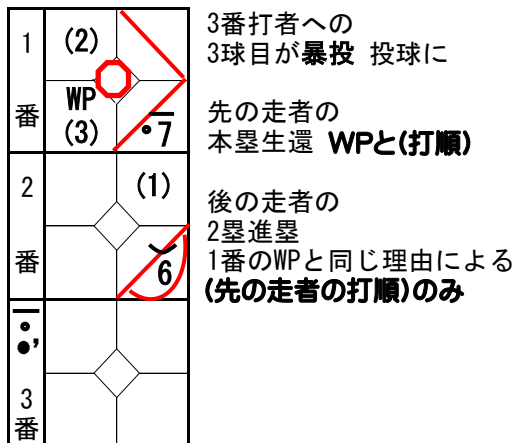 1
番
(2)
WP
(3)
7
3番打者への
3球目が暴投 投球に
先の走者の
本塁生還 WPと(打順)
2
番
(1)
6
後の走者の
2塁進塁
1番のWPと同じ理由による
(先の走者の打順)のみ
3
番